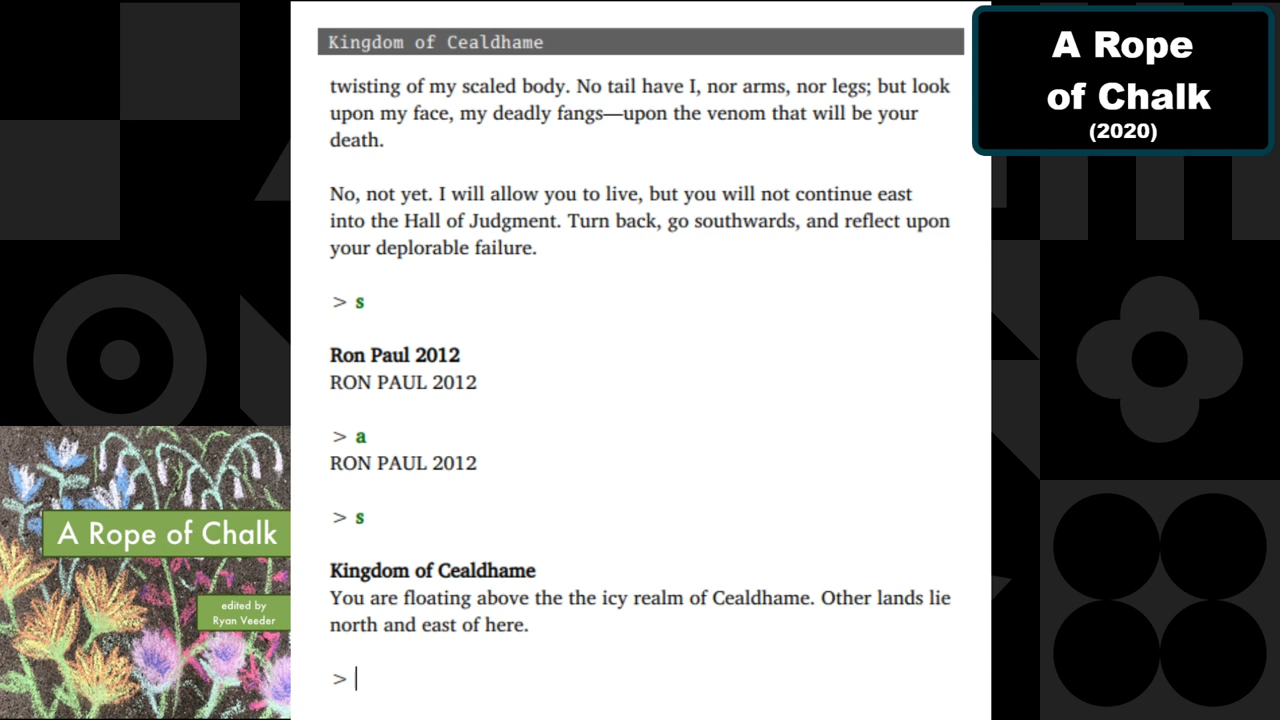 Kingdom of Cealdhame
twisting of my scaled body. No tail have I, nor arms, nor legs; but look
upon my face, my deadly fangs—upon the venom that will be your
death.
No, not yet. I will allow you to live, but you will not continue east
into the Hall of Judgment. Turn back, go southwards, and reflect upon
your deplorable failure.
> s
Ron Paul 2012
RON PAUL 2012
> a
RON PAUL 2012
> s
Kingdom of Cealdhame
You are floating above the the icy realm of Cealdhame. Other lands lie
north and east of here.
>
A Rope
of Chalk
(2020)
A Rope of Chalk
edited by
Ryan Veeder